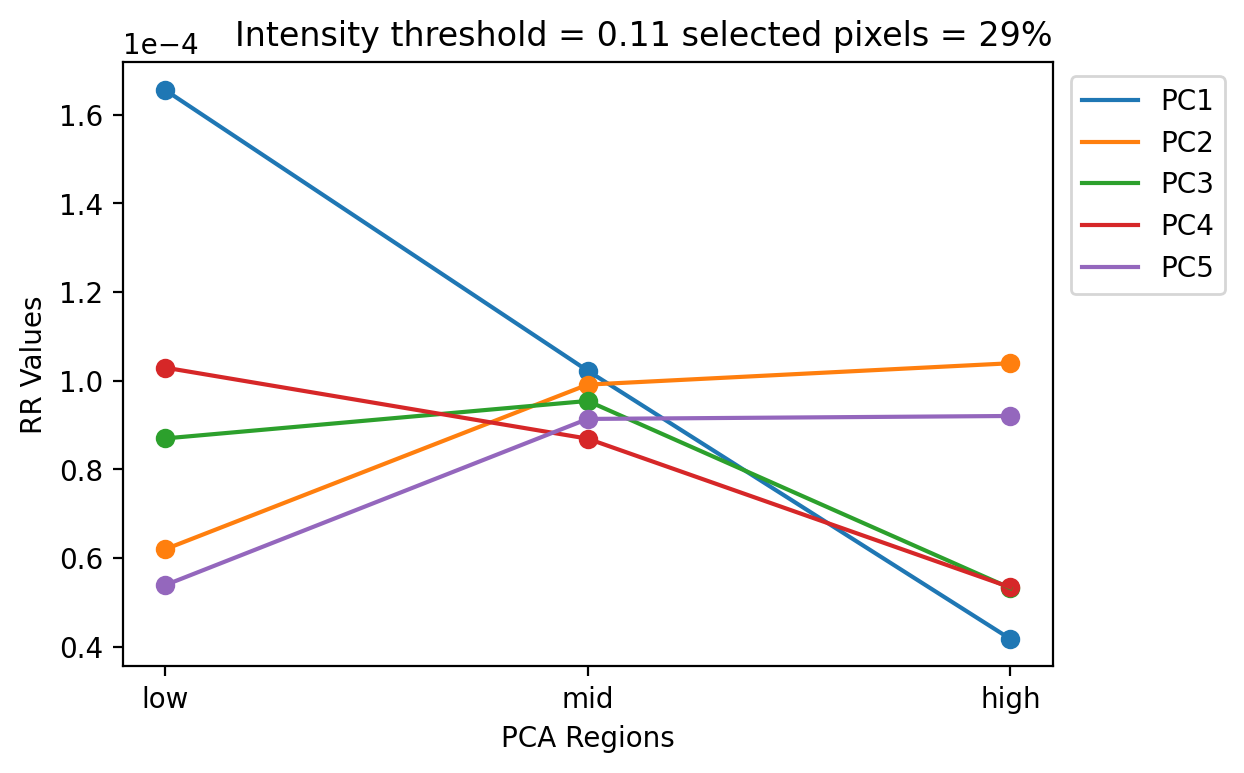 Intensity threshold = 0.11 selected pixels = 29%
1e−4
1.6
1.4
1.2
1.0
0.8
0.6
0.4
RR Values
low
mid
high
PCA Regions
PC1
PC2
PC3
PC4
PC5